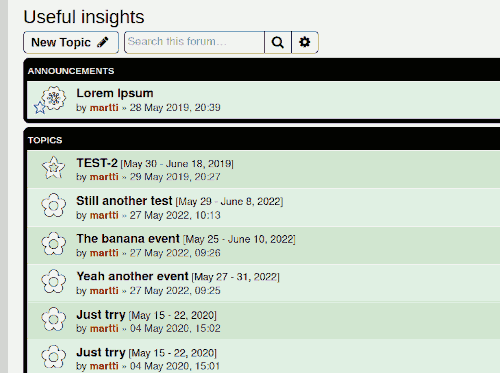 Useful insights
New Topic
Search this forum…
ANNOUNCEMENTS
Lorem Ipsum
by martti » 28 May 2019, 20:39
TOPICS
TEST-2 [May 30 - June 18, 2019]
by martti » 29 May 2019, 20:27
Still another test [May 29 - June 8, 2022]
by martti » 27 May 2022, 10:13
The banana event [May 25 - June 10, 2022]
by martti » 27 May 2022, 09:26
Yeah another event [May 27 - 31, 2022]
by martti » 27 May 2022, 09:25
Just trry [May 15 - 22, 2020]
by martti » 04 May 2020, 15:02
Just trry [May 15 - 22, 2020]
by martti » 04 May 2020, 15:01